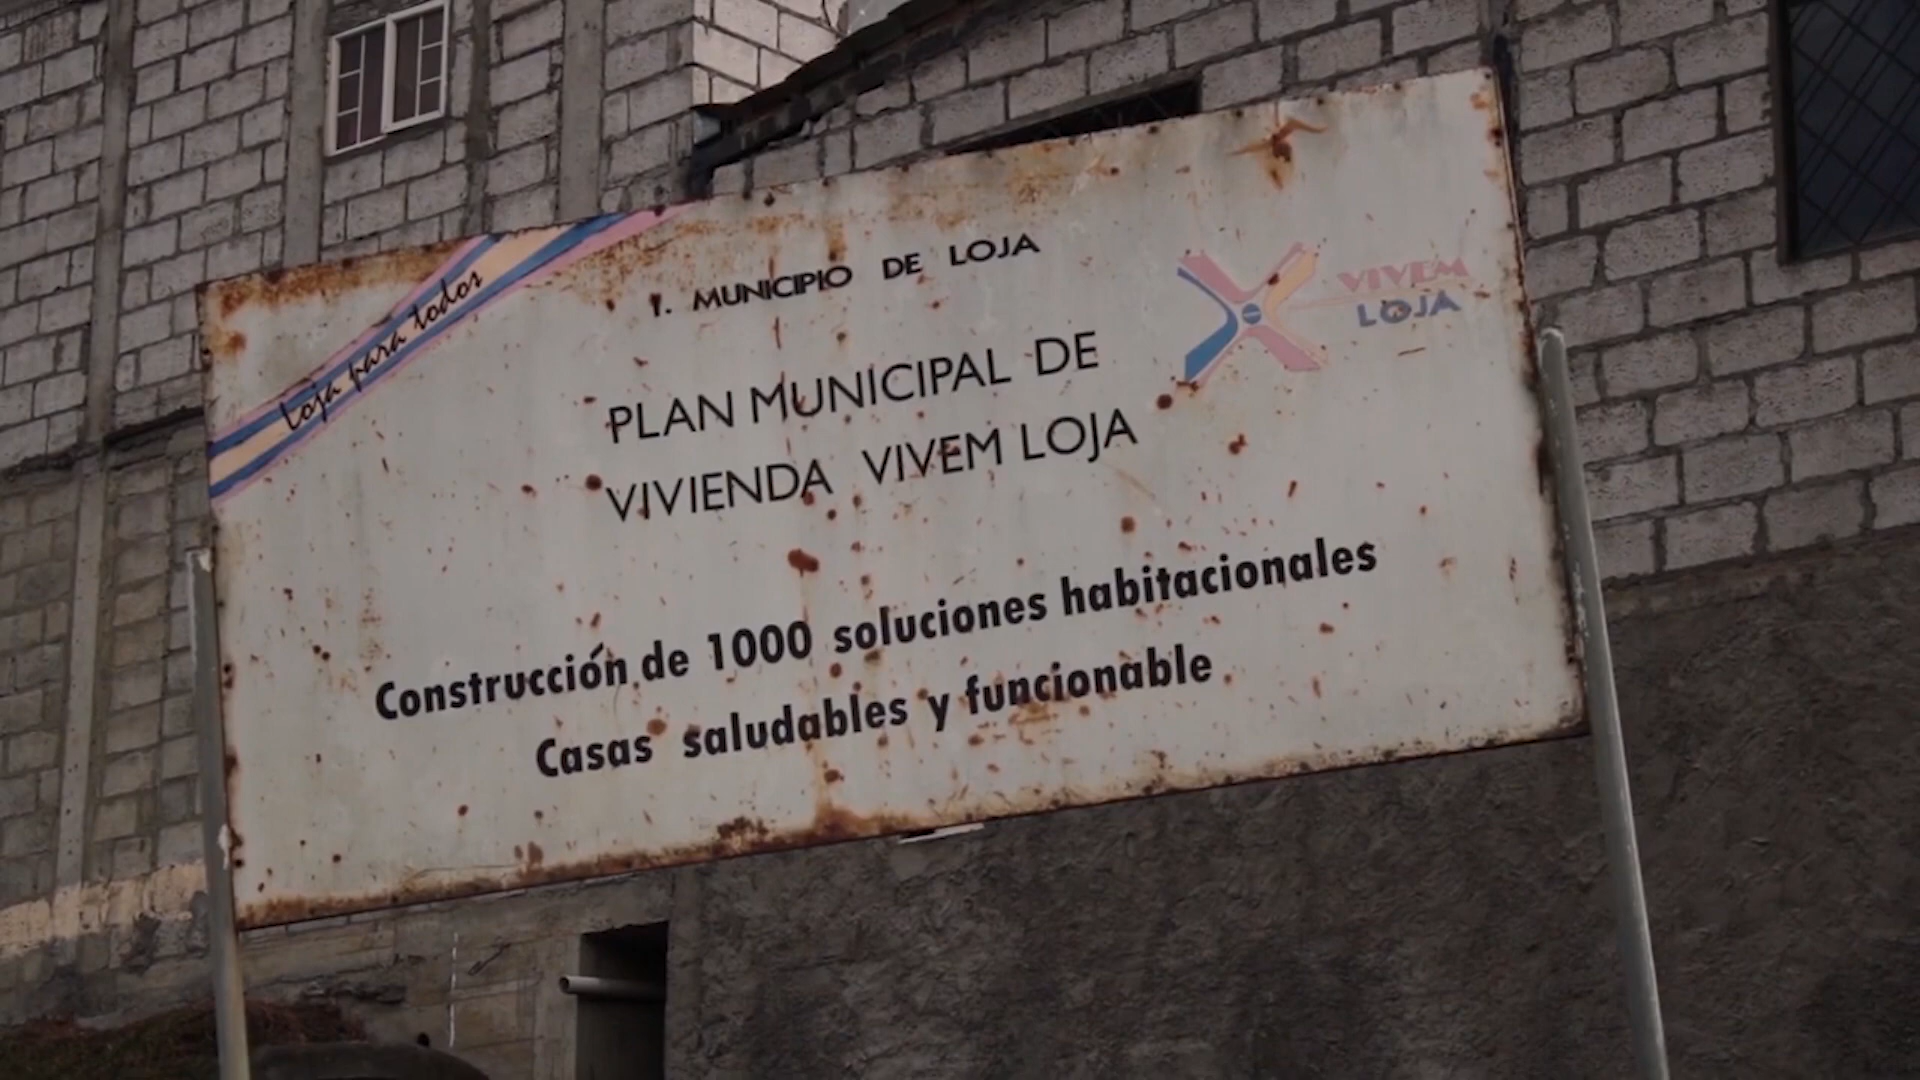 Loja para todos
I. MUNICIPIO DE LOJA
VIVEM
LOJA
PLAN MUNICIPAL DE
VIVIENDA VIVEM LOJA
Construcción de 1000 soluciones habitacionales
Casas saludables y funcionable